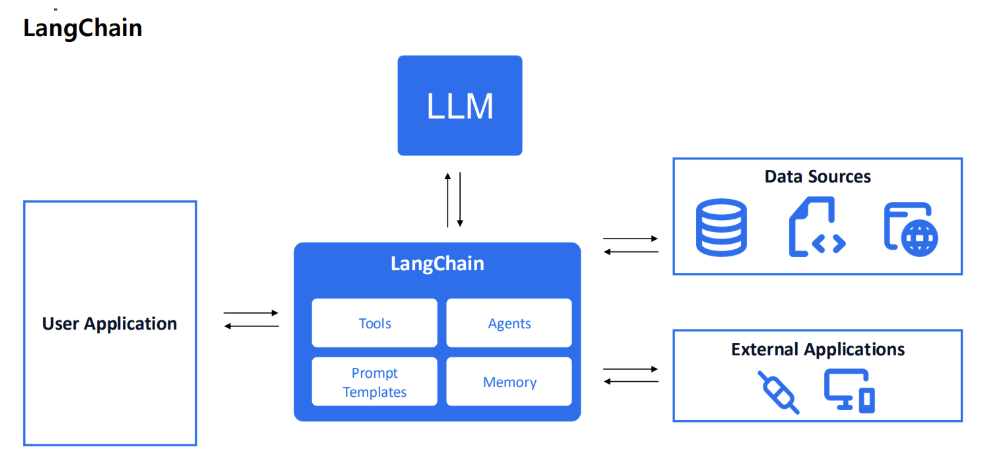 LangChain
LLM
Data Sources
User Application
LangChain
Tools
Agents
Prompt
Templates
Memory
External Applications